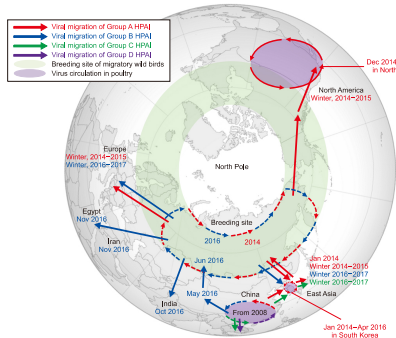 Viral migration of Group A HPAI
Viral migration of Group B HPAI
Viral migration of Group C HPAI
Viral migration of Group D HPAI
Breeding site of migratory wild birds
Virus circulation in poultry
Dec 2014
in North
North America
Winter, 2014–2015
Europe
Winter, 2014–2015
Winter, 2016–2017
North Pole
Egypt
Nov 2016
Iran
Nov 2016
Breeding site
2016
2014
Jun 2016
Jan 2014
Winter 2014–2015
Winter 2016–2017
Winter 2016–2017
East Asia
India
Oct 2016
May 2016
China
From 2008
Jan 2014–Apr 2016
in South Korea